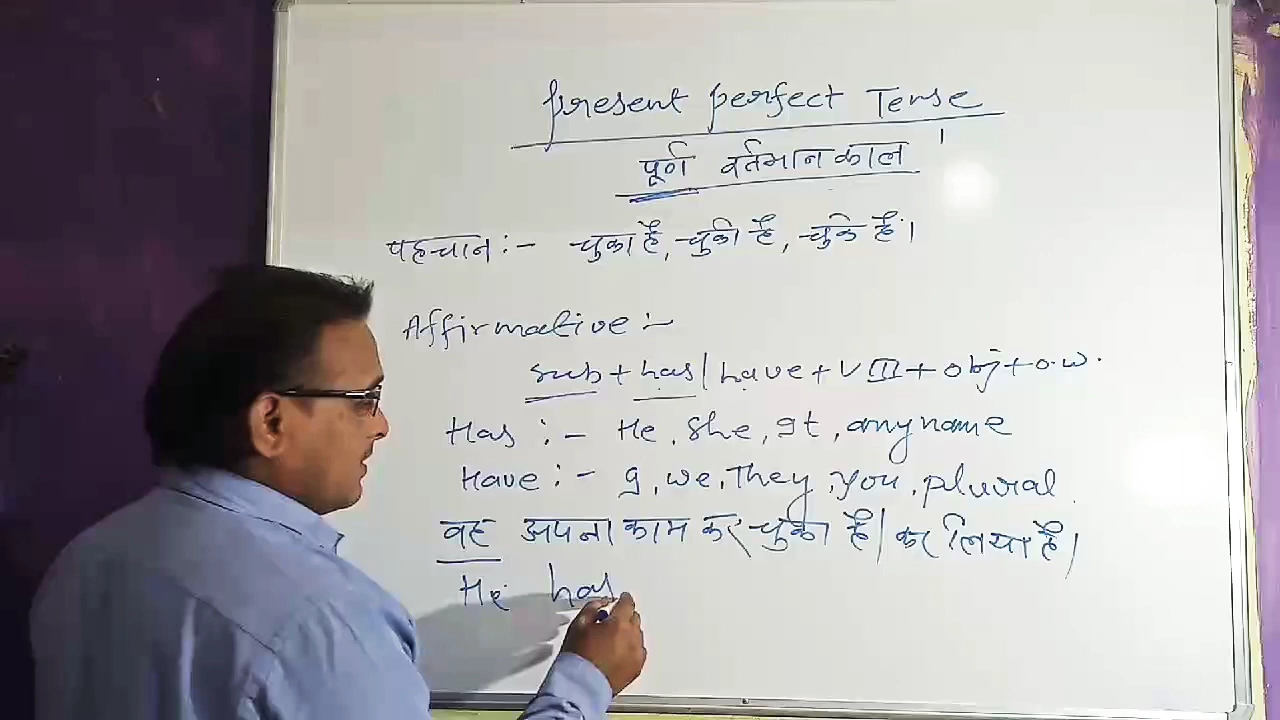 Present perfect Tense
पूर्ण वर्तमान काल
पहचान :- चुका है, चुकी है, चुके हैं।
Affirmative :-
sub + has / have + V III + obj + o.w.
Has :- He, She, It, any name
Have :- I, we, They, you, plural
वह अपना काम कर चुका है / कर लिया है।
He has